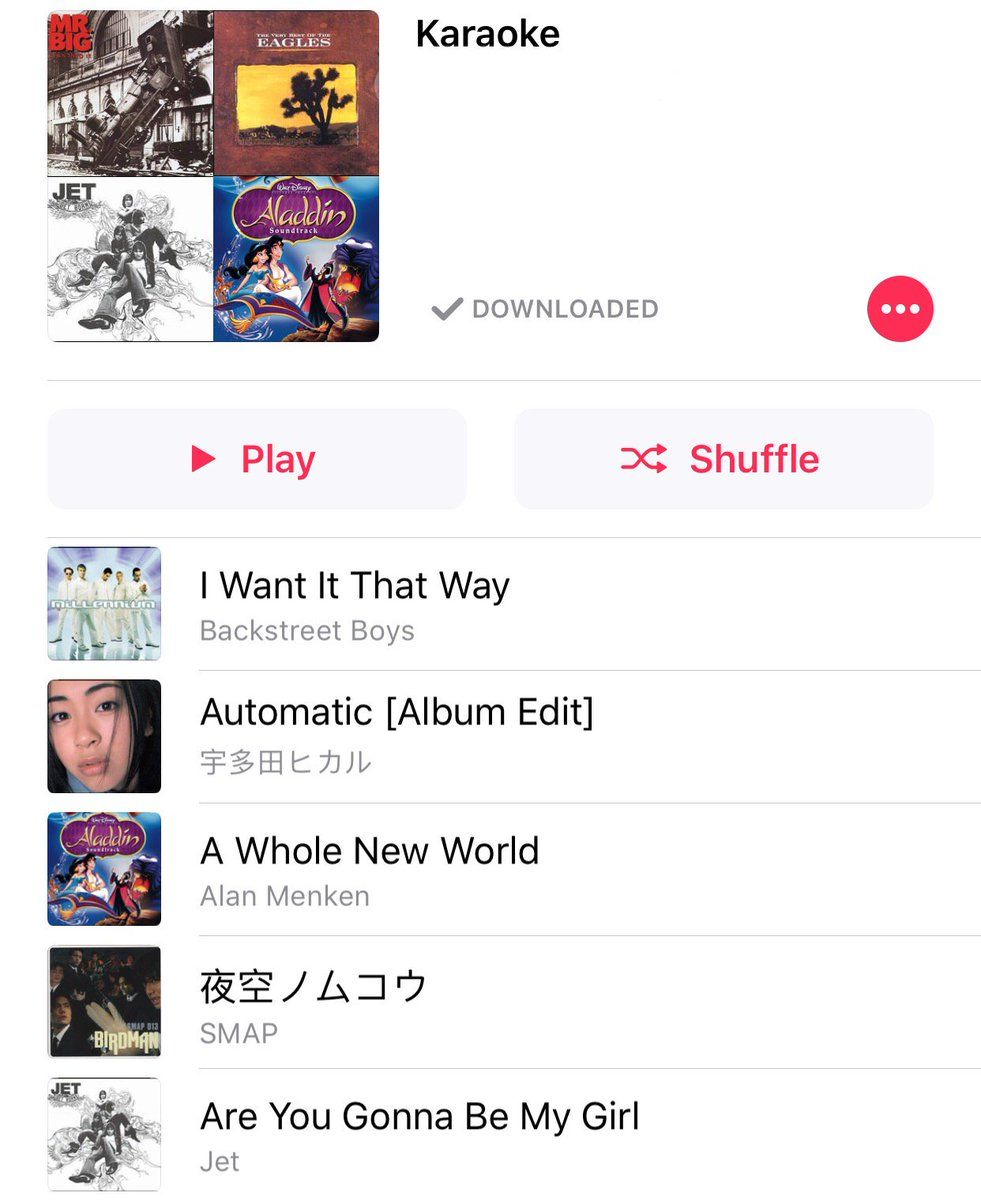 MR
BIG
THE VERY BEST OF THE
EAGLES
JET
Walt Disney
Aladdin
Soundtrack
Karaoke
DOWNLOADED
Play
Shuffle
MILLENNIUM
I Want It That Way
Backstreet Boys
Automatic [Album Edit]
宇多田ヒカル
Aladdin
Soundtrack
A Whole New World
Alan Menken
SMAP 013
BIRDMAN
夜空ノムコウ
SMAP
JET
Are You Gonna Be My Girl
Jet